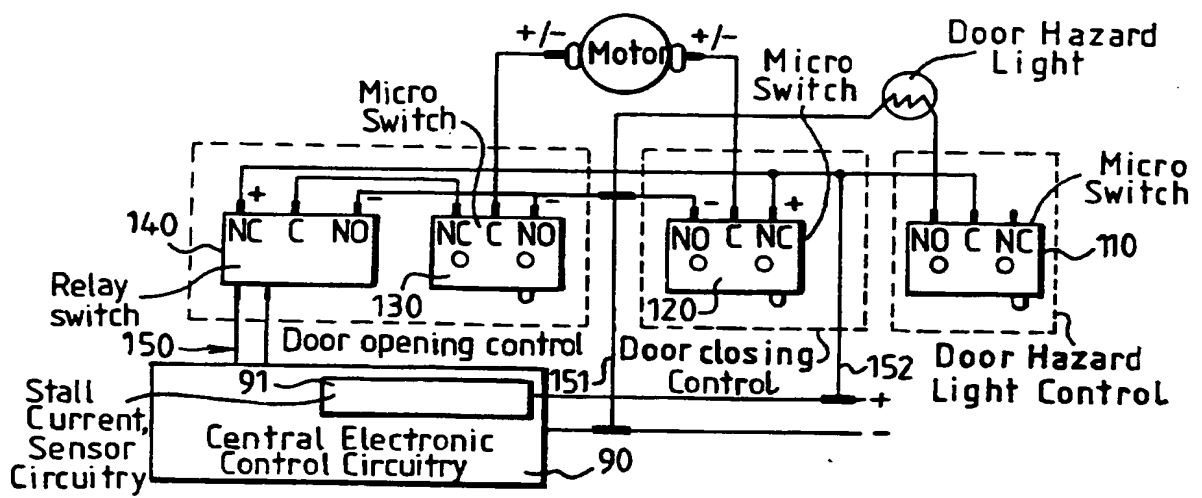 +/-
Motor
+/-
Door Hazard
Light
Micro
Switch
Micro
Switch
Micro
Switch
+
-
-
-
+
140
NC C NO
NC C NO
NO C NC
NO C NC
110
Relay
switch
130
120
150
Door opening control
Door closing
Control
151
152
Door Hazard
Light Control
91
+
Stall
Current,
Sensor
Circuitry
Central Electronic
Control Circuitry
90
-